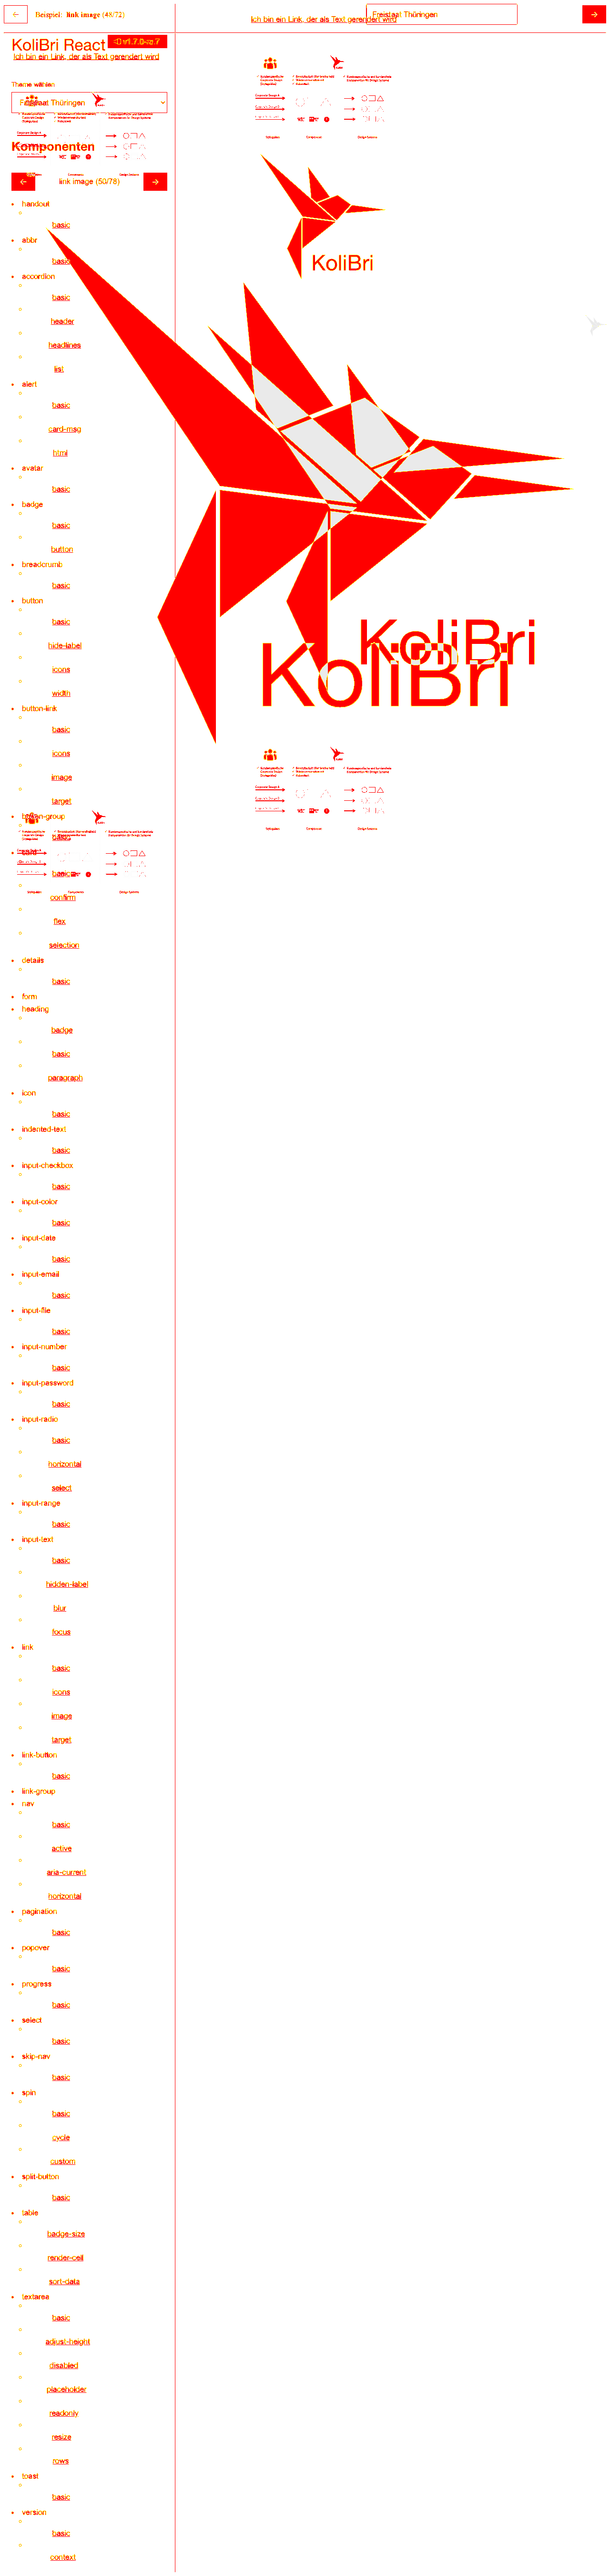 Beispiel: link image (48/72)
Freistaat Thüringen
Ich bin ein Link, der als Text gerendert wird
KoliBri React
v1.7.0-rc.7
Ich bin ein Link, der als Text gerendert wird
Theme wählen
Freistaat Thüringen
Komponenten
link image (50/78)
handout
basic
abbr
basic
KoliBri
accordion
basic
header
headlines
list
alert
basic
card-msg
html
avatar
basic
badge
basic
button
breadcrumb
basic
button
basic
hide-label
KoliBri
KoliBri
icons
width
button-link
basic
icons
image
target
button-group
basic
card
basic
confirm
flex
selection
details
basic
form
heading
badge
basic
paragraph
icon
basic
indented-text
basic
input-checkbox
basic
input-color
basic
input-date
basic
input-email
basic
input-file
basic
input-number
basic
input-password
basic
input-radio
basic
horizontal
select
input-range
basic
input-text
basic
hidden-label
blur
focus
link
basic
icons
image
target
link-button
basic
link-group
nav
basic
active
aria-current
horizontal
pagination
basic
popover
basic
progress
basic
select
basic
skip-nav
basic
spin
basic
cycle
custom
split-button
basic
table
badge-size
render-cell
sort-data
textarea
basic
adjust-height
disabled
placeholder
readonly
resize
rows
toast
basic
version
basic
context